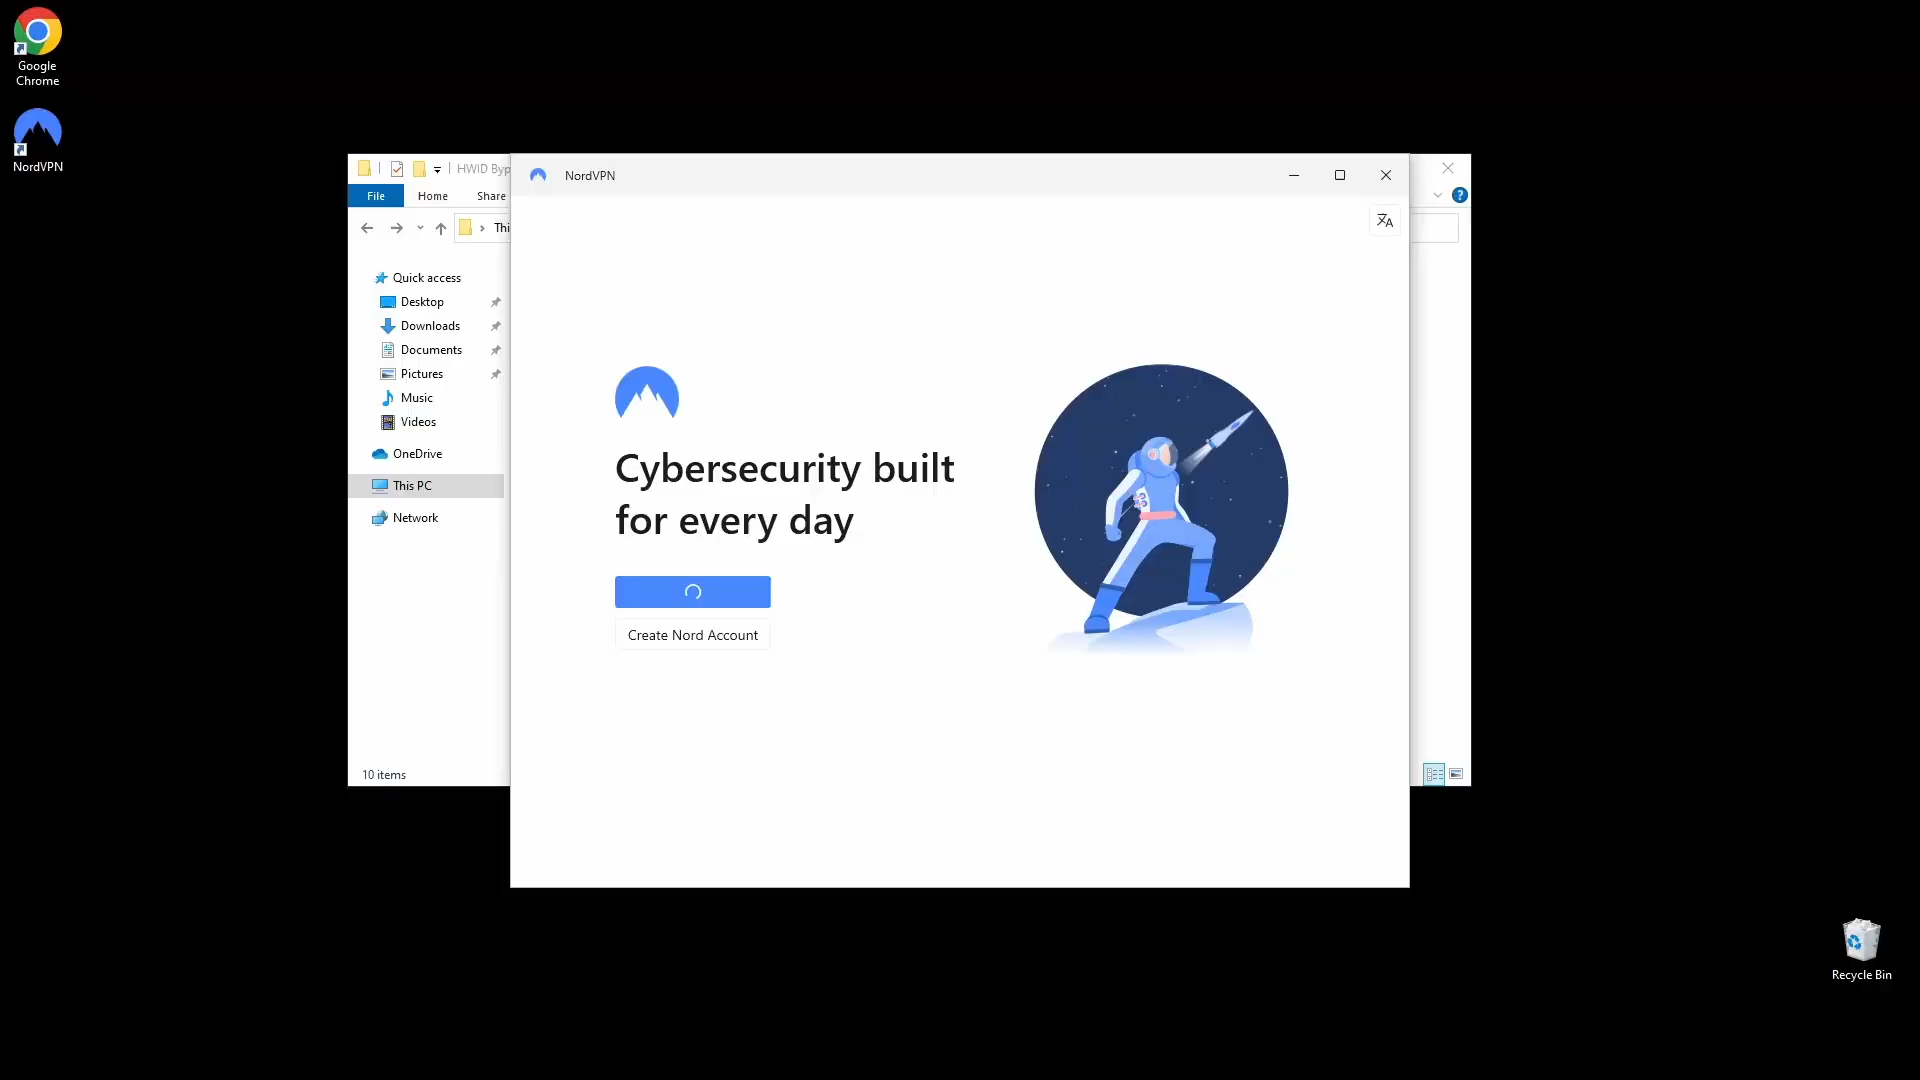 Google
Chrome
NordVPN
HWID Byp
File
Home
Share
Thi
Quick access
Desktop
Downloads
Documents
Pictures
Music
Videos
OneDrive
This PC
Network
10 items
NordVPN
Cybersecurity built
for every day
Create Nord Account
Recycle Bin